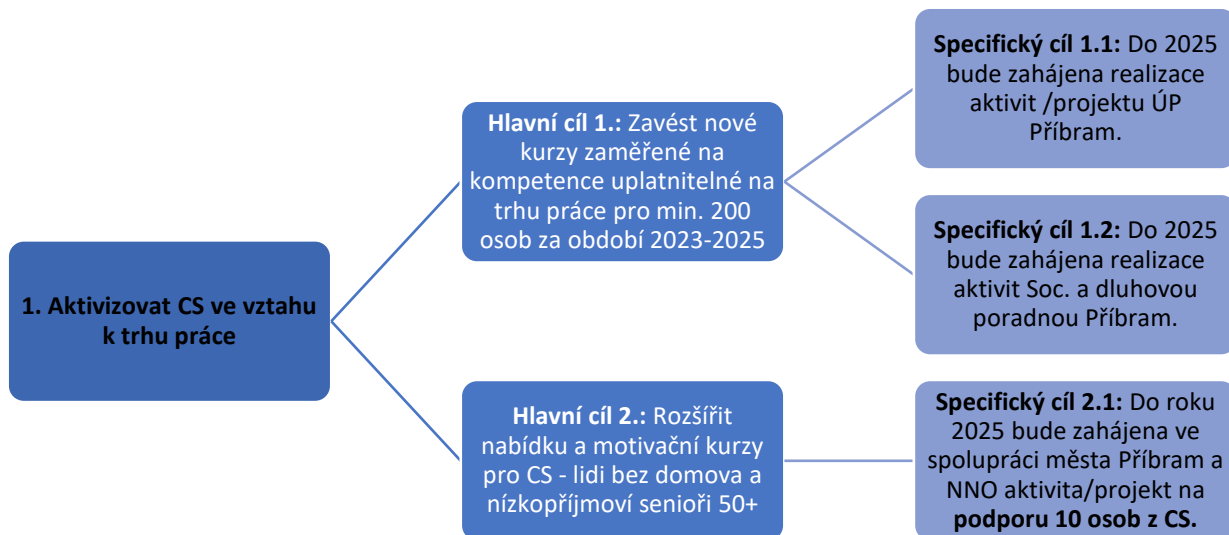 1. Aktivizovat CS ve vztahu
k trhu práce
Hlavní cíl 1.: Zavést nové
kurzy zaměřené na
kompetence uplatnitelné na
trhu práce pro min. 200
osob za období 2023-2025
Specifický cíl 1.1: Do 2025
bude zahájena realizace
aktivit /projektu ÚP
Příbram.
Specifický cíl 1.2: Do 2025
bude zahájena realizace
aktivit Soc. a dluhovou
poradnou Příbram.
Hlavní cíl 2.: Rozšířit
nabídku a motivační kurzy
pro CS - lidi bez domova a
nízkopříjmoví senioři 50+
Specifický cíl 2.1: Do roku
2025 bude zahájena ve
spolupráci města Příbram a
NNO aktivita/projekt na
podporu 10 osob z CS.